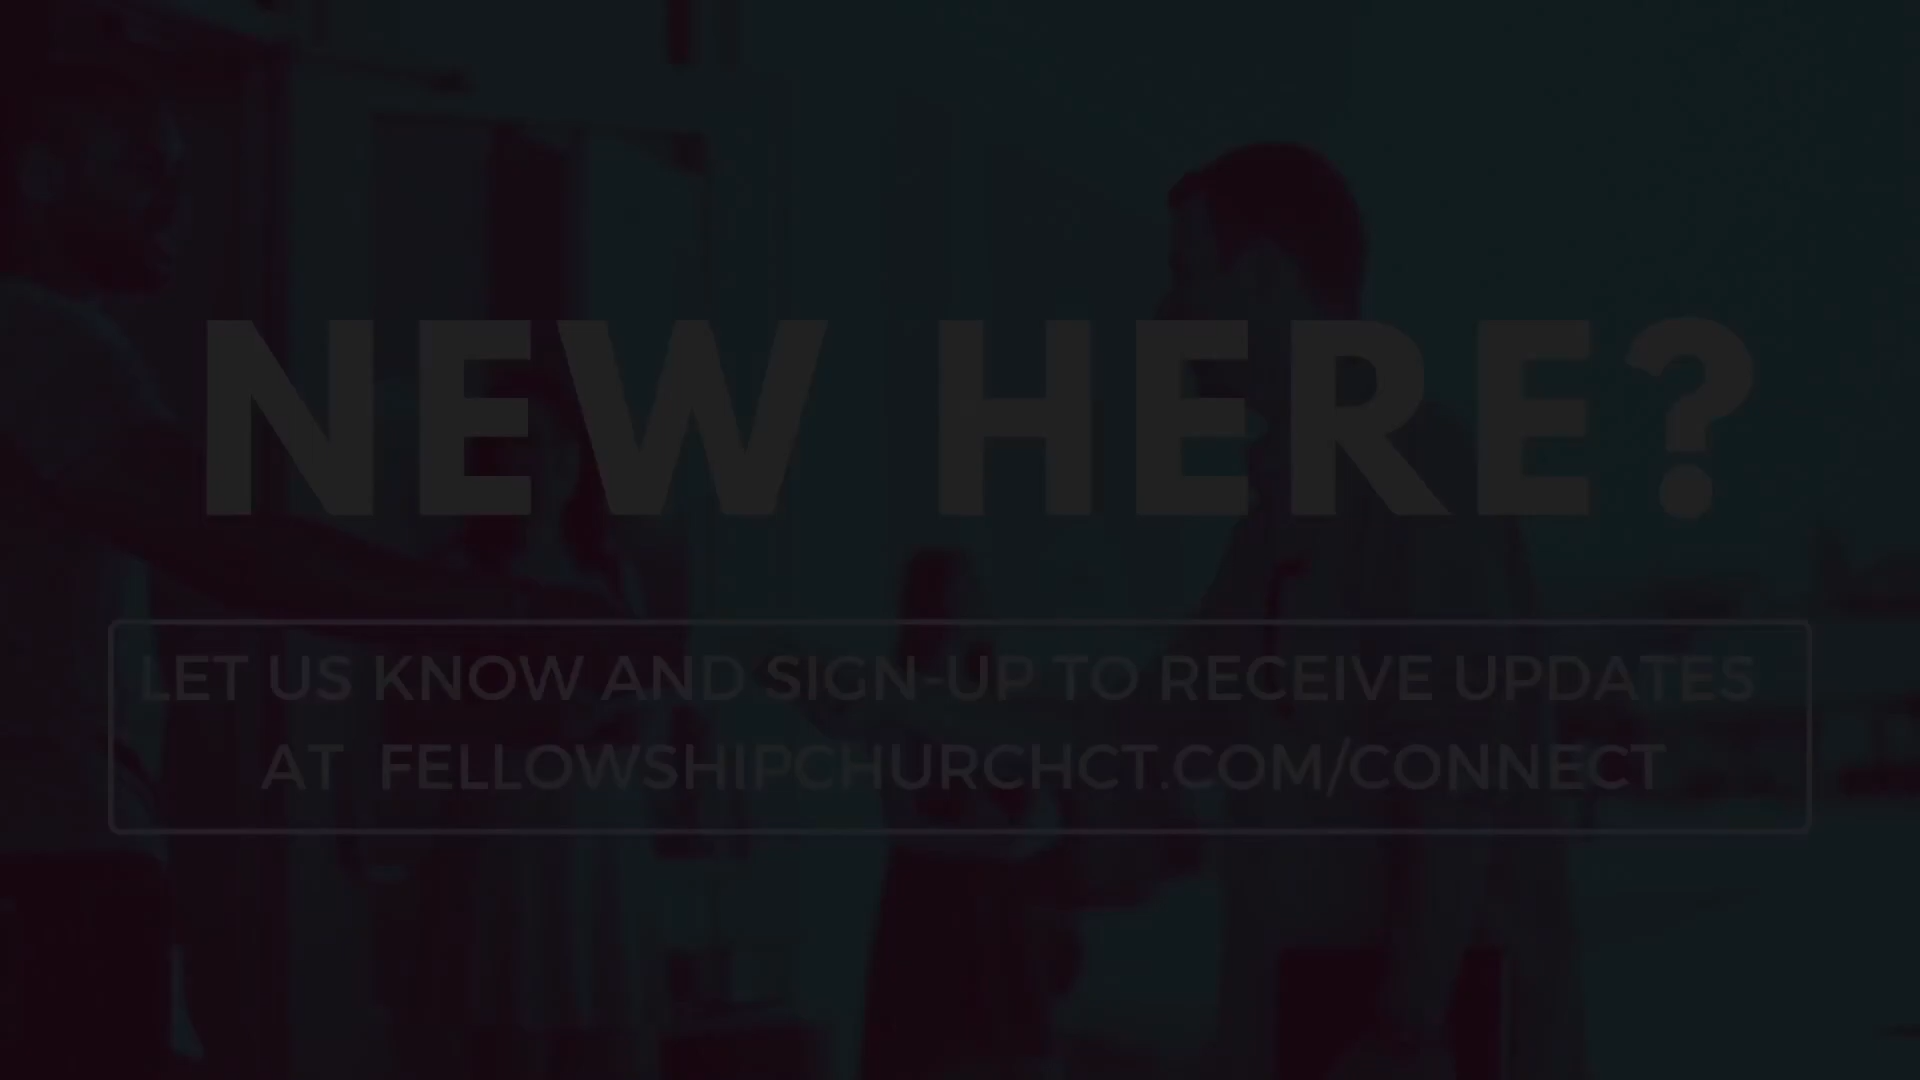 NEW HERE?
LET US KNOW AND SIGN-UP TO RECEIVE UPDATES
AT FELLOWSHIPCHURCHCT.COM/CONNECT